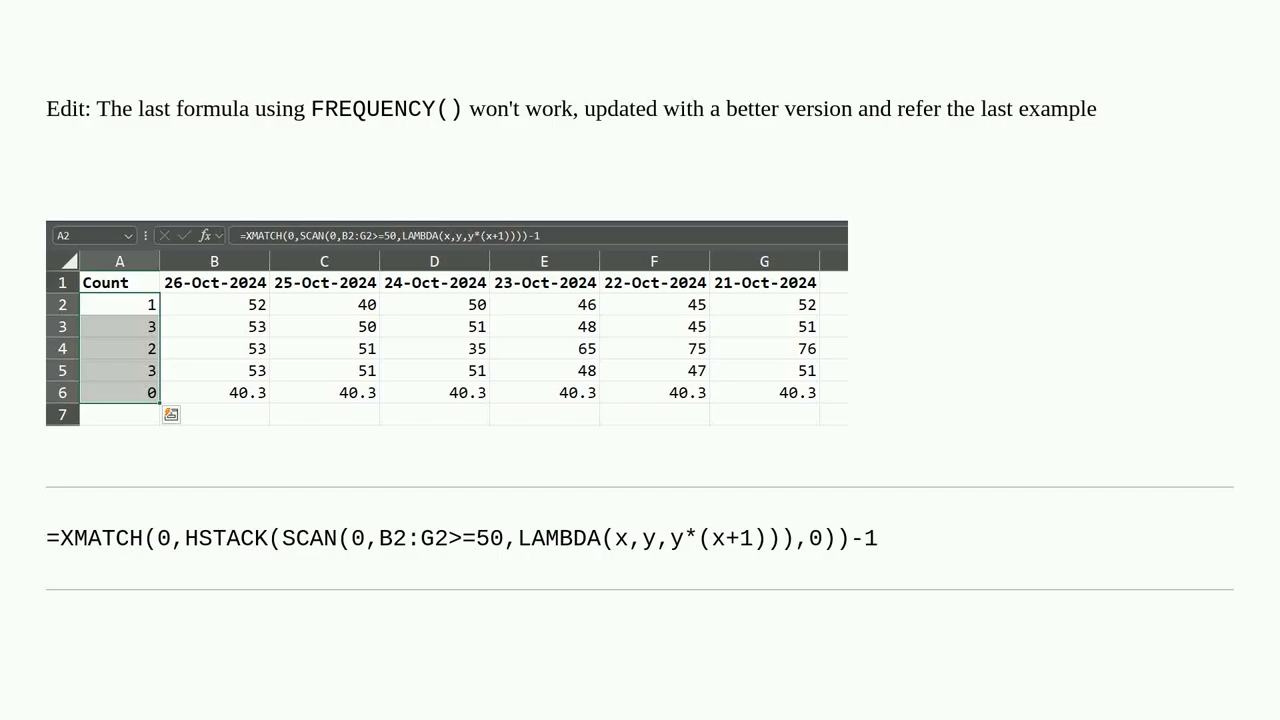 Edit: The last formula using FREQUENCY() won't work, updated with a better version and refer the last example
A2 fx =XMATCH(0,SCAN(0,B2:G2>=50,LAMBDA(x,y,y*(x+1))))-1
A B C D E F G
1 Count 26-Oct-2024 25-Oct-2024 24-Oct-2024 23-Oct-2024 22-Oct-2024 21-Oct-2024
2 1 52 40 50 46 45 52
3 3 53 50 51 48 45 51
4 2 53 51 35 65 75 76
5 3 53 51 51 48 47 51
6 0 40.3 40.3 40.3 40.3 40.3 40.3
7
=XMATCH(0,HSTACK(SCAN(0,B2:G2>=50,LAMBDA(x,y,y*(x+1))),0))-1